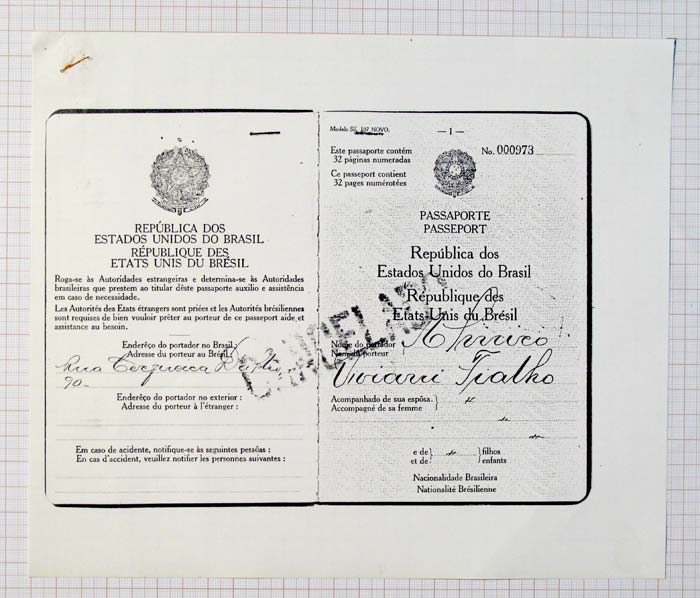 REPÚBLICA DOS
ESTADOS UNIDOS DO BRASIL
RÉPUBLIQUE DES
ETATS UNIS DU BRÉSIL
Roga-se às Autoridades estrangeiras e determina-se às Autoridades
brasileiras que prestem ao titular dêste passaporte auxilio e assistência
em caso de necessidade.
Les Autorités des Etats étrangers sont priées et les Autorités brésiliennes
sont requises de bien vouloir prêter au porteur de ce passeport aide et
assistance au besoin.
Enderêço do portador no Brasil:
Adresse du porteur au Brésil:
90-
Enderêço do portador no exterior :
Adresse du porteur à l'étranger :
Em caso de acidente, notifique-se às seguintes pessôas :
En cas d'accident, veuillez notifier les personnes suivantes :
Modelo SE. 107 NOVO.
— 1 —
Este passaporte contém
32 páginas numeradas
No. 000973
Ce passeport contient
32 pages numérotées
PASSAPORTE
PASSEPORT
República dos
Estados Unidos do Brasil
République des
Etats-Unis du Brésil
CANCELADO
Nome do portador
Nom du porteur
Viviani Fialho
Acompanhado de sua espôsa.
Accompagné de sa femme
e de
et de
filhos
enfants
Nacionalidade Brasileira
Nationalité Brésilienne